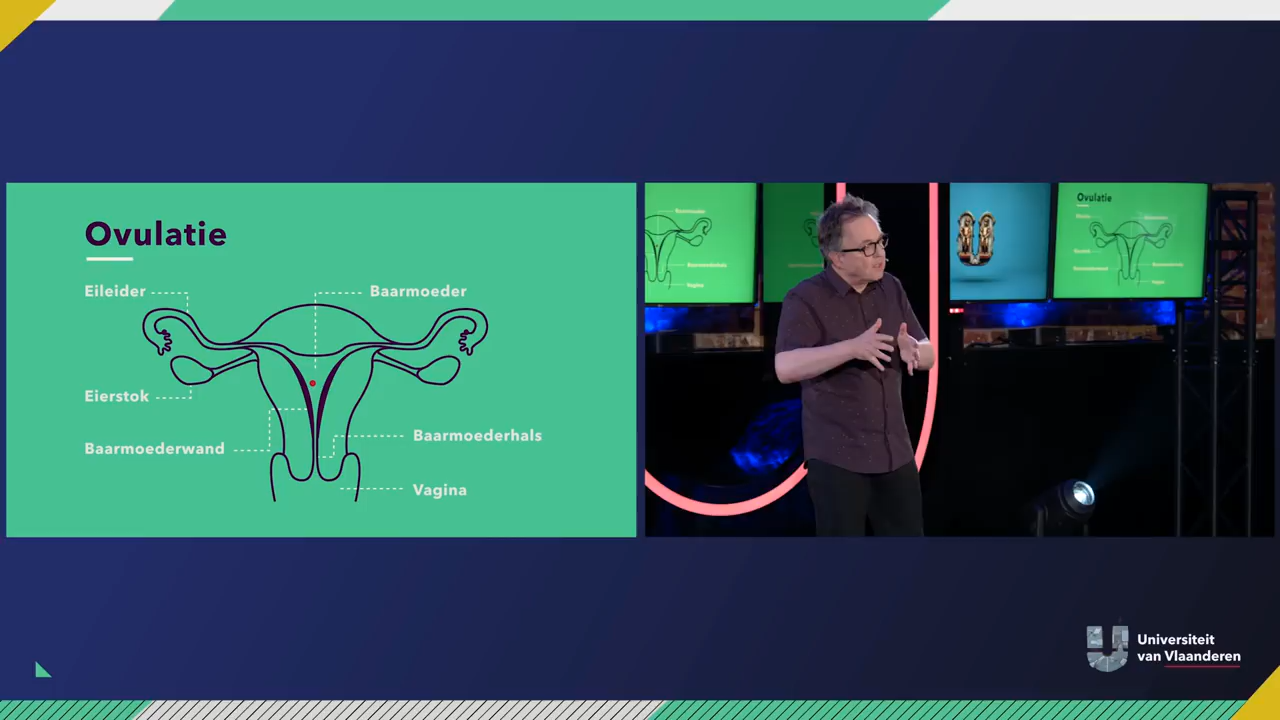 Ovulatie
Eileider
Baarmoeder
Eierstok
Baarmoederhals
Baarmoederwand
Vagina
Ovulatie
Universiteit
van Vlaanderen